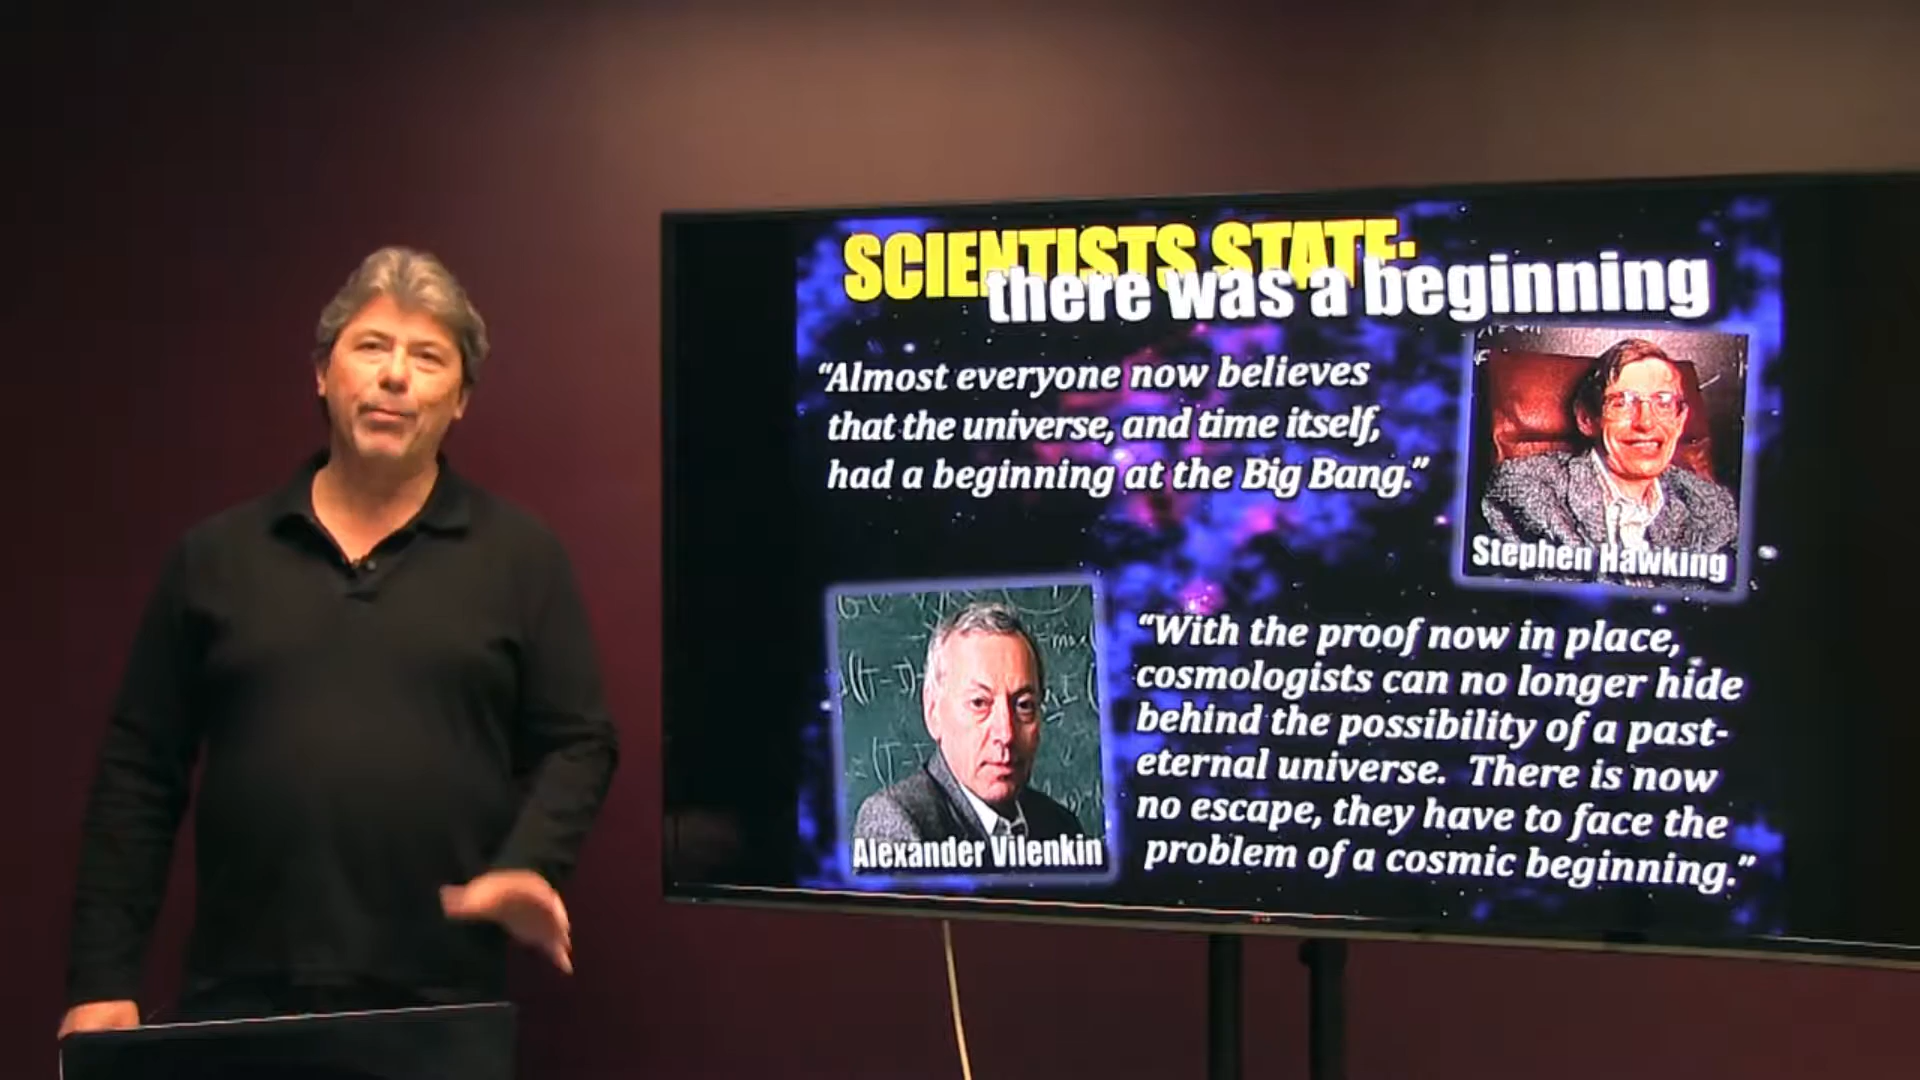 SCIENTISTS STATE:
there was a beginning
“Almost everyone now believes
that the universe, and time itself,
had a beginning at the Big Bang.”
Stephen Hawking
“With the proof now in place,
cosmologists can no longer hide
behind the possibility of a past-
eternal universe. There is now
no escape, they have to face the
problem of a cosmic beginning.”
Alexander Vilenkin